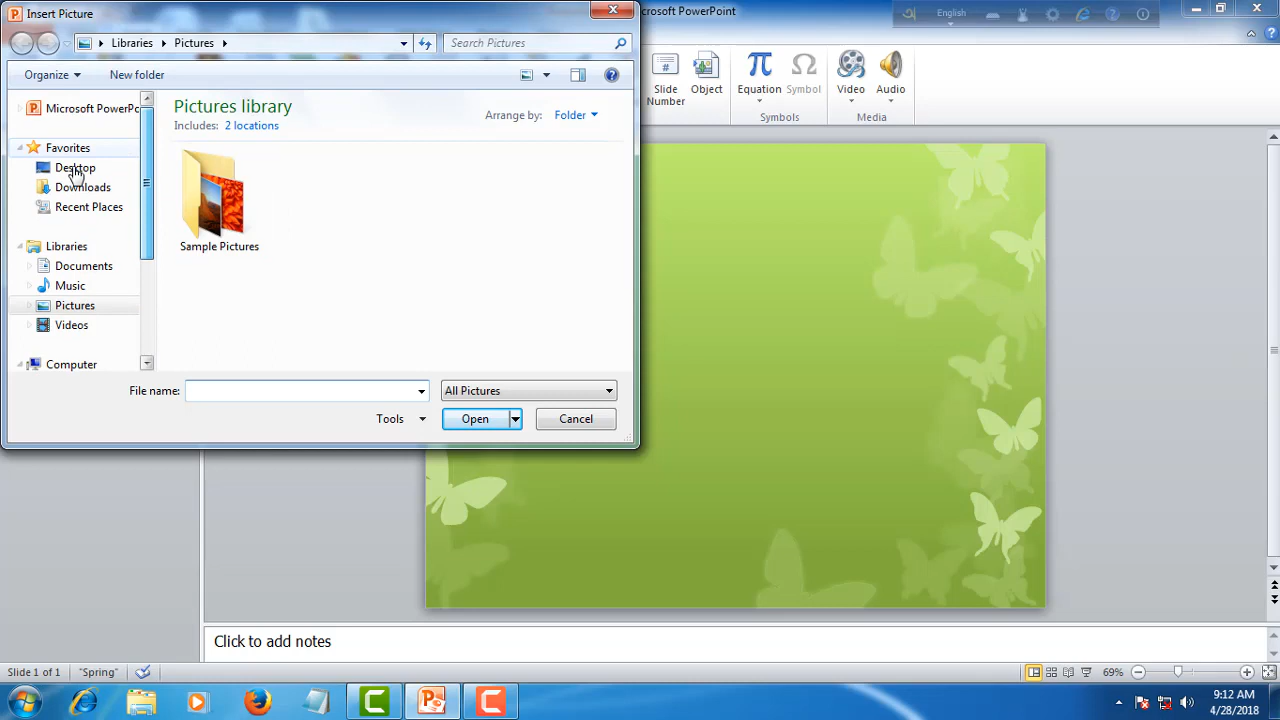 Insert Picture
crosoft PowerPoint
English
Libraries
Pictures
Search Pictures
Organize
New folder
Slide Number
Object
Equation
Symbol
Video
Audio
Symbols
Media
Microsoft PowerPo
Favorites
Desktop
Downloads
Recent Places
Libraries
Documents
Music
Pictures
Videos
Computer
Pictures library
Includes: 2 locations
Arrange by: Folder
Sample Pictures
File name:
All Pictures
Tools
Open
Cancel
Click to add notes
Slide 1 of 1
"Spring"
69%
9:12 AM
4/28/2018